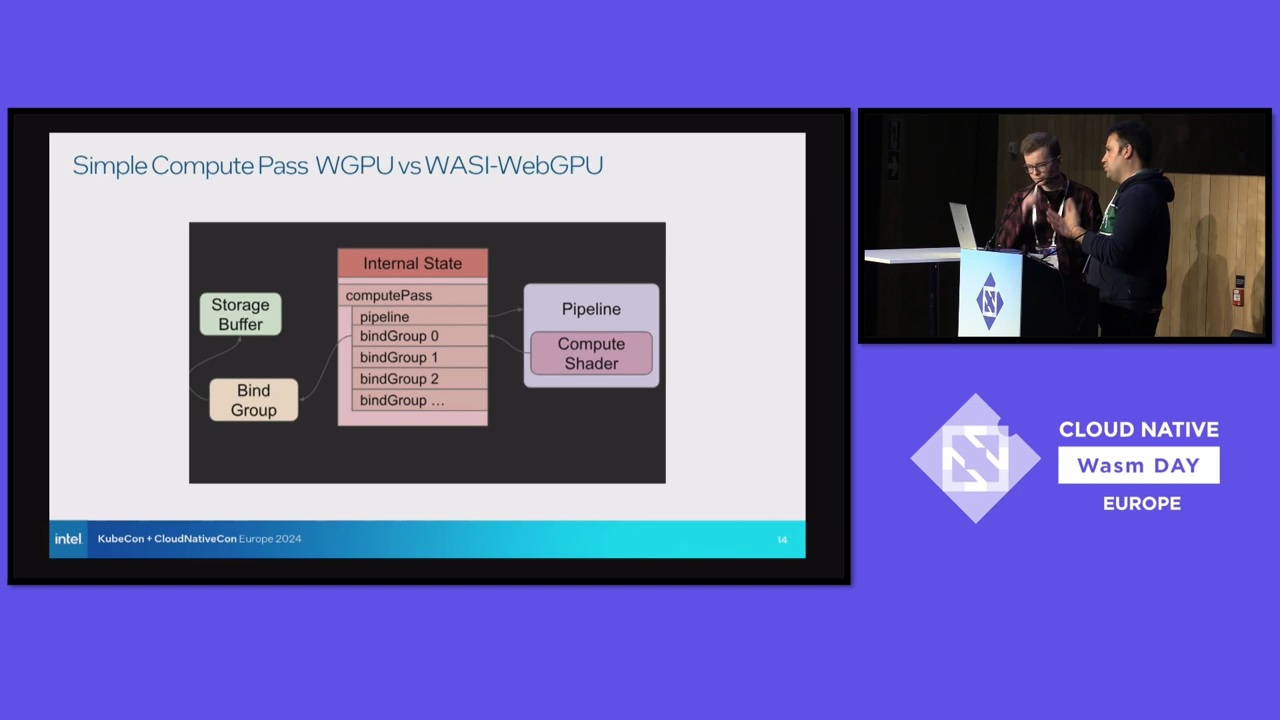 Simple Compute Pass WGPU vs WASI-WebGPU
Storage
Buffer
Bind
Group
Internal State
computePass
pipeline
bindGroup 0
bindGroup 1
bindGroup 2
bindGroup …
Pipeline
Compute
Shader
intel
KubeCon + CloudNativeCon Europe 2024
14
CLOUD NATIVE
Wasm DAY
EUROPE